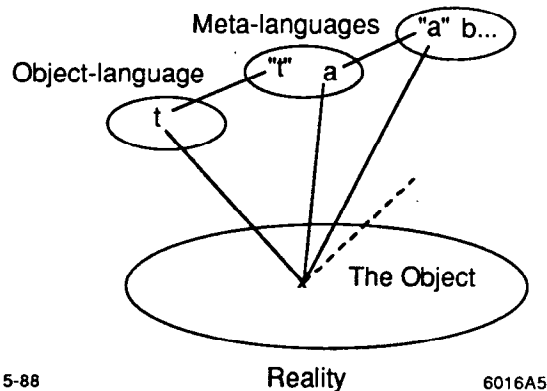 Meta-languages
"a" b...
Object-language
"t" a
t
The Object
5-88
Reality
6016A5